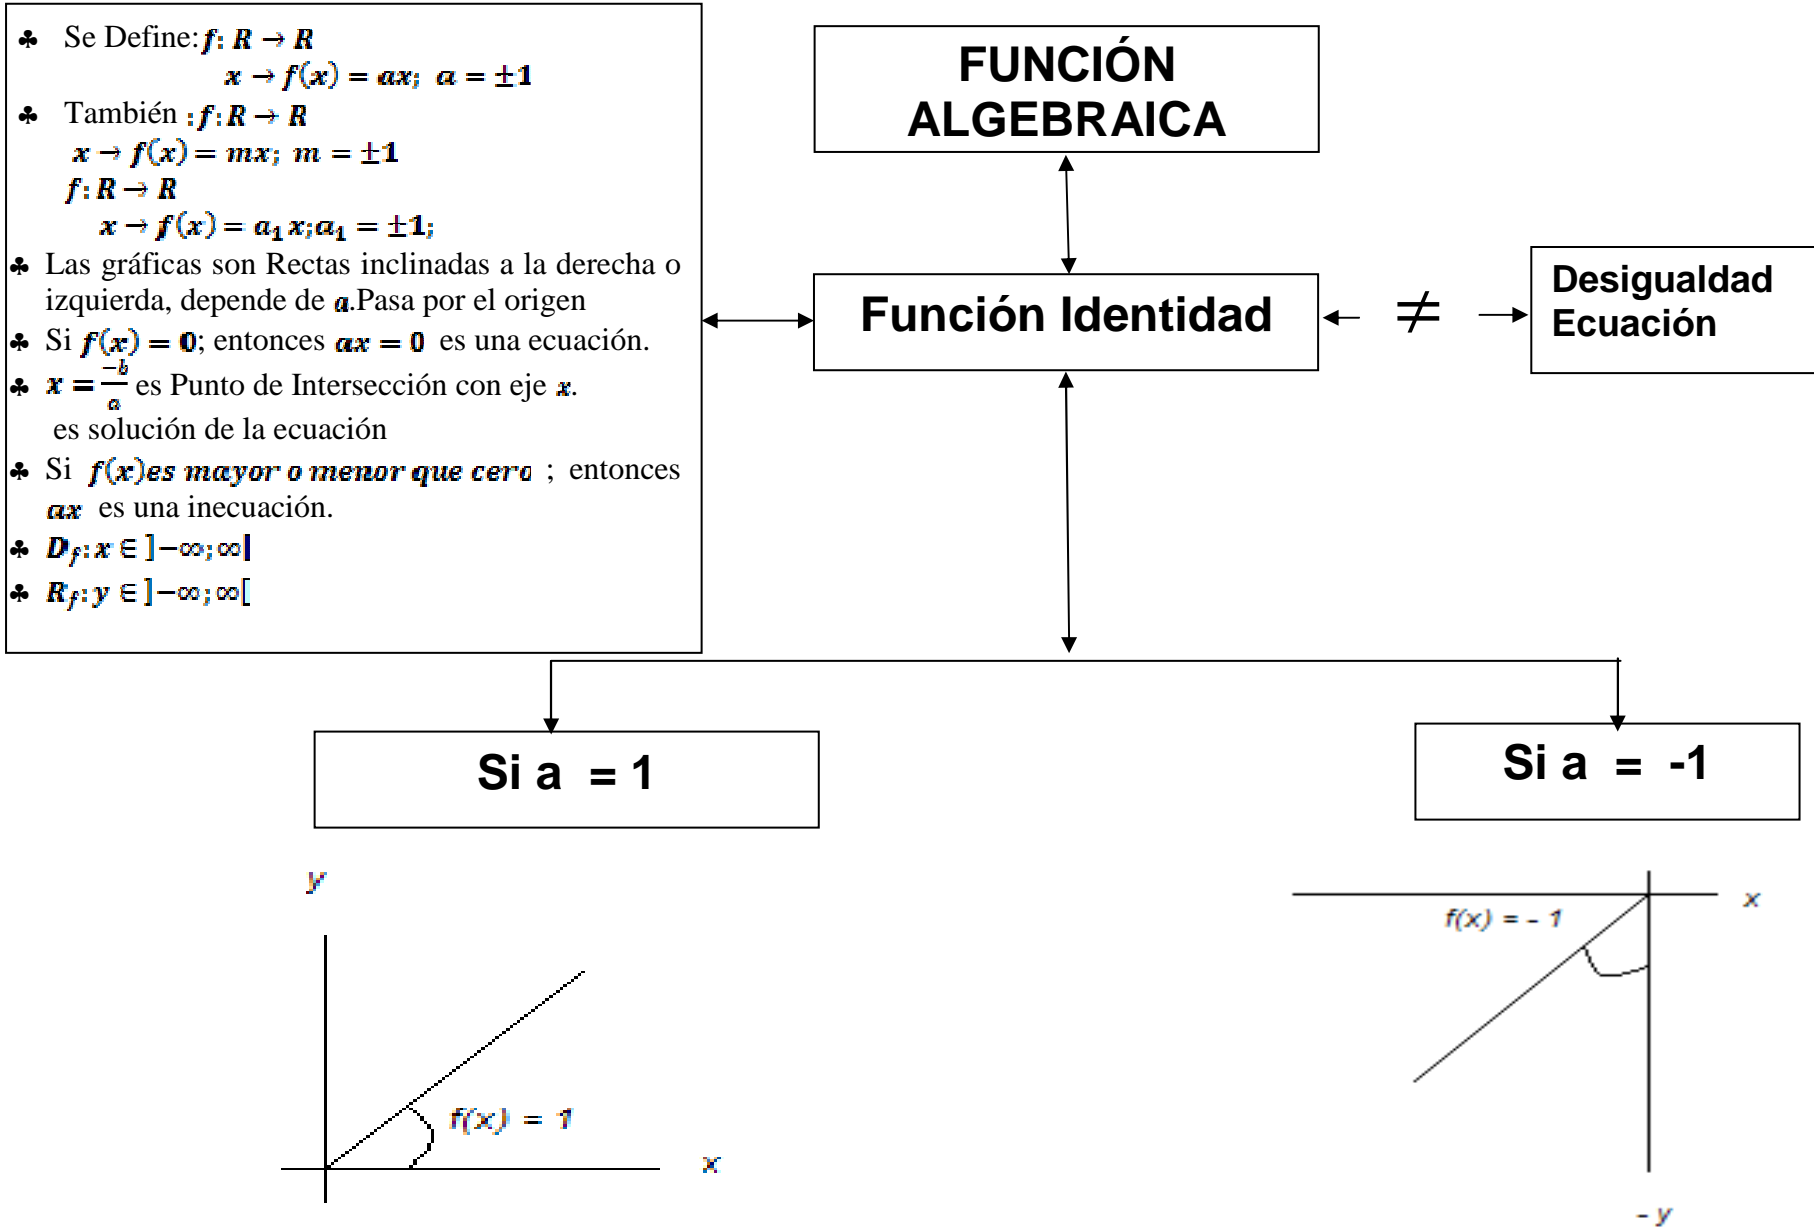 ♣ Se Define: f: R → R
x → f(x) = ax; a = ±1
♣ También : f: R → R
x → f(x) = mx; m = ±1
f: R → R
x → f(x) = a₁ x; a₁ = ±1;
♣ Las gráficas son Rectas inclinadas a la derecha o
izquierda, depende de a.Pasa por el origen
♣ Si f(x) = 0; entonces ax = 0 es una ecuación.
♣ x = -b/a es Punto de Intersección con eje x.
es solución de la ecuación
♣ Si f(x)es mayor o menor que cero ; entonces
ax es una inecuación.
♣ D_f: x ∈ ]-∞; ∞[
♣ R_f: y ∈ ]-∞; ∞[
FUNCIÓN
ALGEBRAICA
Función Identidad
≠
Desigualdad
Ecuación
Si a = 1
Si a = -1
y
f(x) = 1
x
x
f(x) = - 1
- y